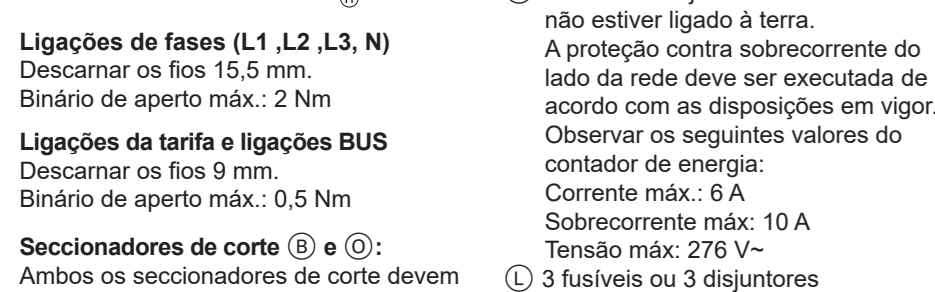 Ligações de fases (L1 ,L2 ,L3, N)
Descarnar os fios 15,5 mm.
Binário de aperto máx.: 2 Nm
Ligações da tarifa e ligações BUS
Descarnar os fios 9 mm.
Binário de aperto máx.: 0,5 Nm
Seccionadores de corte Ⓑ e Ⓞ:
Ambos os seccionadores de corte devem
não estiver ligado à terra.
A proteção contra sobrecorrente do
lado da rede deve ser executada de
acordo com as disposições em vigor.
Observar os seguintes valores do
contador de energia:
Corrente máx.: 6 A
Sobrecorrente máx: 10 A
Tensão máx: 276 V~
Ⓛ 3 fusíveis ou 3 disjuntores